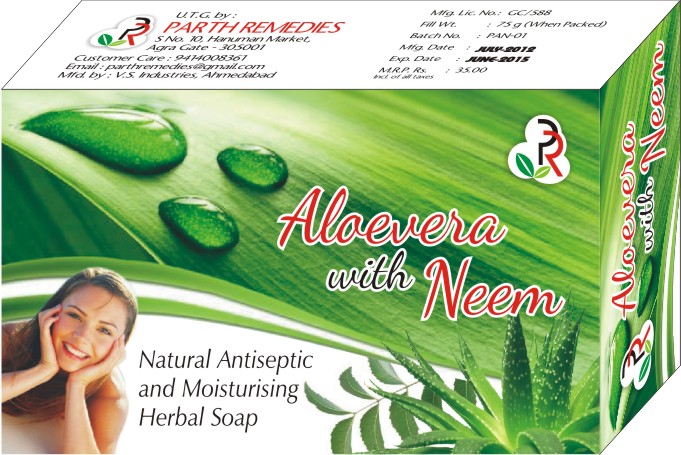 U.T.G. by :
PARTH REMEDIES
S No. 10, Hanuman Market,
Agra Gate - 305001
Customer Care : 9414008361
Email : parthremedies@gmail.com
Mfd. by : V.S. Industries, Ahmedabad
Mfg. Lic. No.: GC/588
Fill Wt. : 75 g (When Packed)
Batch No. : PAN-01
Mfg. Date : JULY-2012
Exp. Date : JUNE-2015
M.R.P. Rs. : 35.00
Incl. of all taxes
PR
PR
Aloevera
with Neem
Natural Antiseptic
and Moisturising
Herbal Soap
Aloevera
with Neem
PR